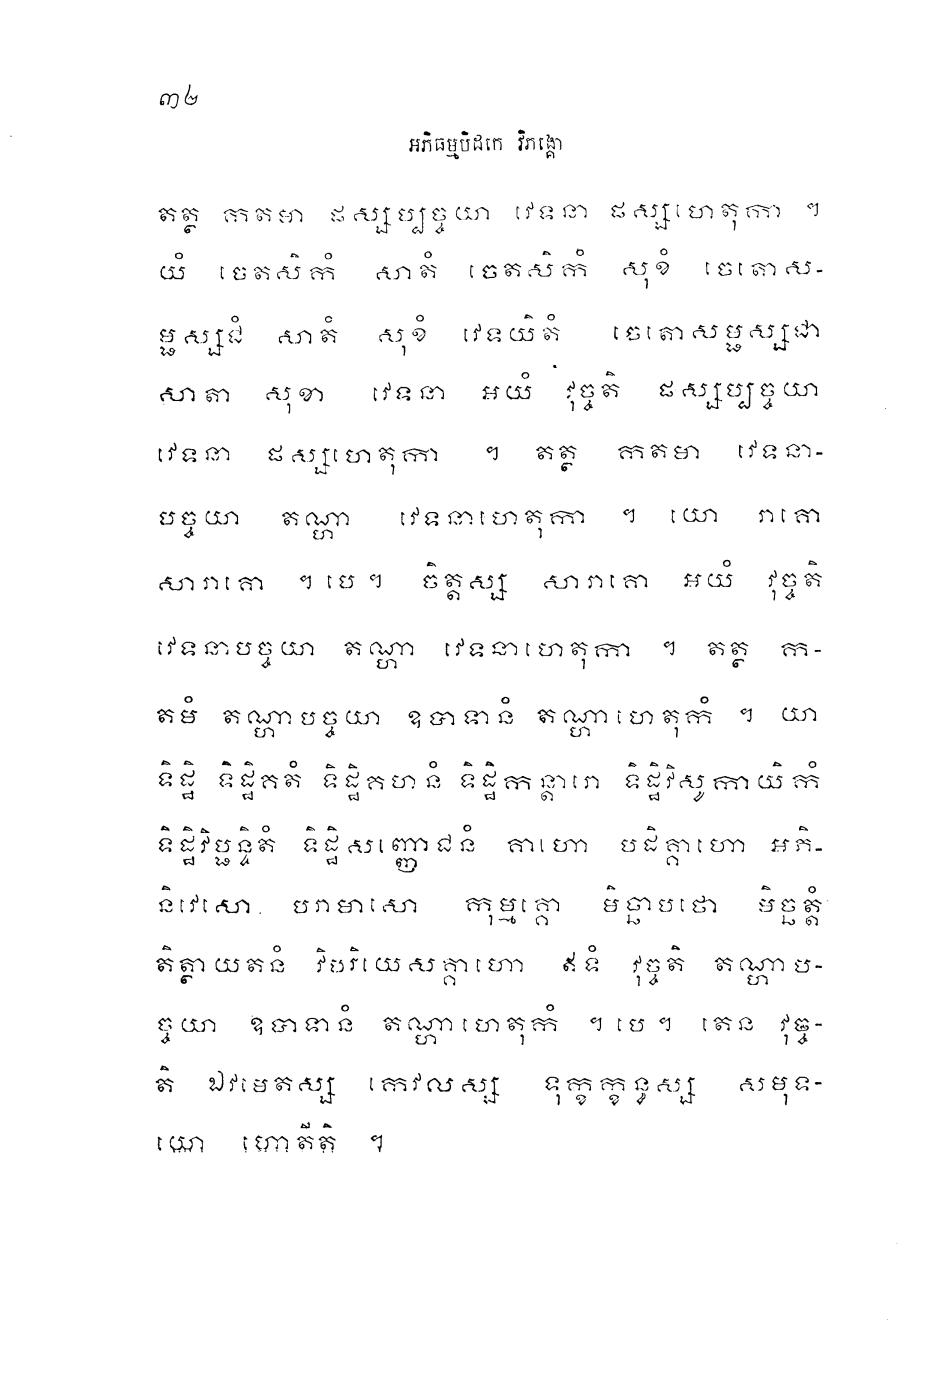 ៣២
អភិធម្មបិដកេ វិភង្គោ
តត្ថ កតមា ផស្សប្បច្ចយា វេទនា ផស្សហេតុកា ។
យំ ចេតសិកំ សាតំ ចេតសិកំ សុខំ ចេតោស-
ម្ផស្សជំ សាតំ សុខំ វេទយិតំ ចេតោសម្ផស្សជា
សាតា សុខា វេទនា អយំ វុច្ចតិ ផស្សប្បច្ចយា
វេទនា ផស្សហេតុកា ។ តត្ថ កតមា វេទនា-
បច្ចយា តណ្ហា វេទនាហេតុកា ។ យោ រាគោ
សារាគោ ។ បេ ។ ចិត្តស្ស សារាគោ អយំ វុច្ចតិ
វេទនាបច្ចយា តណ្ហា វេទនាហេតុកា ។ តត្ថ ក-
តមំ តណ្ហាបច្ចយា ឧបាទានំ តណ្ហាហេតុកំ ។ យា
ទិដ្ឋិ ទិដ្ឋិគតំ ទិដ្ឋិគហនំ ទិដ្ឋិកន្តារោ ទិដ្ឋិវិសូកាយិកំ
ទិដ្ឋិវិប្ផន្ទិតំ ទិដ្ឋិសញ្ញោជនំ គាហោ បដិគ្គាហោ អភិ-
និវេសោ បរាមាសោ កុម្មគ្គោ មិច្ឆាបថោ មិច្ឆត្តំ
តិត្ថាយតនំ វិបរិយេសគ្គាហោ ឥទំ វុច្ចតិ តណ្ហាប-
ច្ចយា ឧបាទានំ តណ្ហាហេតុកំ ។ បេ ។ តេន វុច្ច-
តិ ឯវមេតស្ស កេវលស្ស ទុក្ខក្ខន្ធស្ស សមុទ-
យោ ហោតីតិ ។